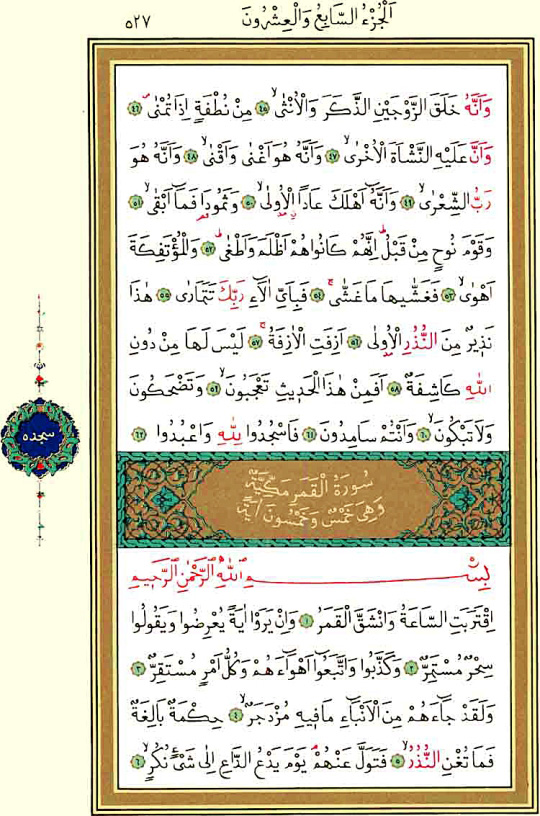 اَلْجُزْءُ السَّابِعُ وَالْعِشْرُونَ
٥٢٧
وَاَنَّهُ خَلَقَ الزَّوْجَيْنِ الذَّكَرَ وَالْاُنْثٰىۙ ﴿٤٥﴾ مِنْ نُطْفَةٍ اِذَا تُمْنٰىۖ ﴿٤٦﴾
وَاَنَّ عَلَيْهِ النَّشْاَةَ الْاُخْرٰىۙ ﴿٤٧﴾ وَاَنَّهُ هُوَ اَغْنٰى وَاَقْنٰىۙ ﴿٤٨﴾ وَاَنَّهُ هُوَ
رَبُّ الشِّعْرٰىۙ ﴿٤٩﴾ وَاَنَّهُٓ اَهْلَكَ عَادًاۨ الْاُو۫لٰىۙ ﴿٥٠﴾ وَثَمُودَا۬ فَمَٓا اَبْقٰىۙ ﴿٥١﴾
وَقَوْمَ نُوحٍ مِنْ قَبْلُۜ اِنَّهُمْ كَانُوا هُمْ اَظْلَمَ وَاَطْغٰىۜ ﴿٥٢﴾ وَالْمُؤْتَفِكَةَ
اَهْوٰىۙ ﴿٥٣﴾ فَغَشّٰيهَا مَا غَشّٰىۚ ﴿٥٤﴾ فَبِاَيِّ اٰلَٓاءِ رَبِّكَ تَتَمَارٰى ﴿٥٥﴾ هٰذَا
نَذِيرٌ مِنَ النُّذُرِ الْاُو۫لٰى ﴿٥٦﴾ اَزِفَتِ الْاٰزِفَةُۚ ﴿٥٧﴾ لَيْسَ لَهَا مِنْ دُونِ
اللّٰهِ كَاشِفَةٌۜ ﴿٥٨﴾ اَفَمِنْ هٰذَا الْحَدِيثِ تَعْجَبُونَۙ ﴿٥٩﴾ وَتَضْحَكُونَ
وَلَا تَبْكُونَۙ ﴿٦٠﴾ وَاَنْتُمْ سَامِدُونَ ﴿٦١﴾ فَاسْجُدُوا لِلّٰهِ وَاعْبُدُوا ﴿٦٢﴾
سجده
سُورَةُ الْقَمَرِ مَكِّيَّةٌ
وَهِيَ خَمْسٌ وَخَمْسُونَ اٰيَةً
بِسْمِ اللّٰهِ الرَّحْمٰنِ الرَّحِيمِ
اِقْتَرَبَتِ السَّاعَةُ وَانْشَقَّ الْقَمَرُ ﴿١﴾ وَاِنْ يَرَوْا اٰيَةً يُعْرِضُوا وَيَقُولُوا
سِحْرٌ مُسْتَمِرٌّ ﴿٢﴾ وَكَذَّبُوا وَاتَّبَعُٓوا اَهْوَٓاءَهُمْ وَكُلُّ اَمْرٍ مُسْتَقِرٌّ ﴿٣﴾
وَلَقَدْ جَٓاءَهُمْ مِنَ الْاَنْبَٓاءِ مَا فِيهِ مُزْدَجَرٌۙ ﴿٤﴾ حِكْمَةٌ بَالِغَةٌ
فَمَا تُغْنِ النُّذُرُۙ ﴿٥﴾ فَتَوَلَّ عَنْهُمْۢ يَوْمَ يَدْعُ الدَّاعِ اِلٰى شَيْءٍ نُكُرٍۙ ﴿٦﴾